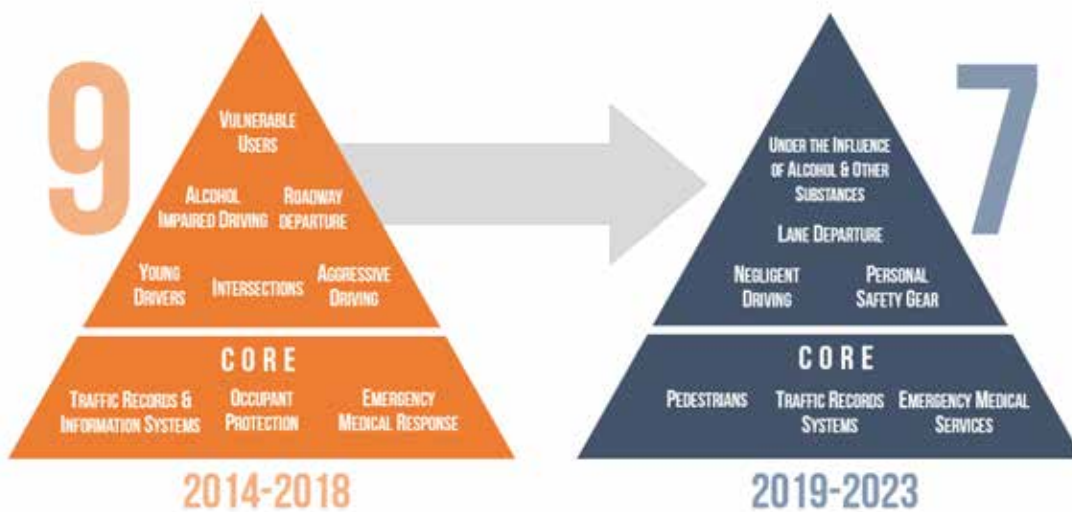 9
VULNERABLE
USERS
ALCOHOL
IMPAIRED DRIVING
ROADWAY
DEPARTURE
YOUNG
DRIVERS
INTERSECTIONS
AGGRESSIVE
DRIVING
CORE
TRAFFIC RECORDS &
INFORMATION SYSTEMS
OCCUPANT
PROTECTION
EMERGENCY
MEDICAL RESPONSE
2014-2018
7
UNDER THE INFLUENCE
OF ALCOHOL & OTHER
SUBSTANCES
LANE DEPARTURE
NEGLIGENT
DRIVING
PERSONAL
SAFETY GEAR
CORE
PEDESTRIANS
TRAFFIC RECORDS
SYSTEMS
EMERGENCY MEDICAL
SERVICES
2019-2023